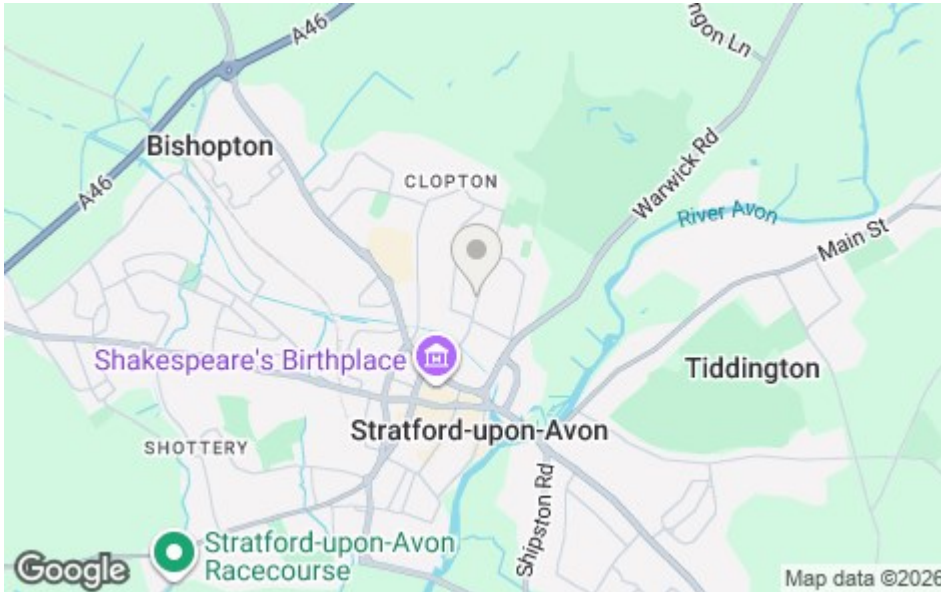 A46
ngon Ln
Bishopton
CLOPTON
Warwick Rd
A46
River Avon
Main St
Shakespeare's Birthplace
Tiddington
Stratford-upon-Avon
SHOTTERY
Shipston Rd
Stratford-upon-Avon
Racecourse
Google
Map data ©2026